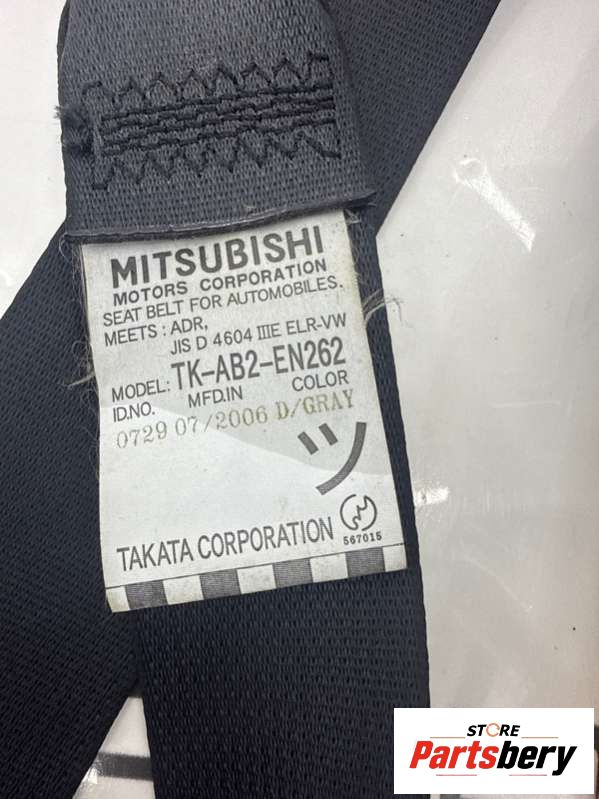 MITSUBISHI
MOTORS CORPORATION
SEAT BELT FOR AUTOMOBILES.
MEETS : ADR,
JIS D 4604 IIIE ELR-VW
MODEL: TK-AB2-EN262
ID.NO. MFD.IN COLOR
0729 07/2006 D/GRAY
ツ
TAKATA CORPORATION
567015
STORE
Partsbery